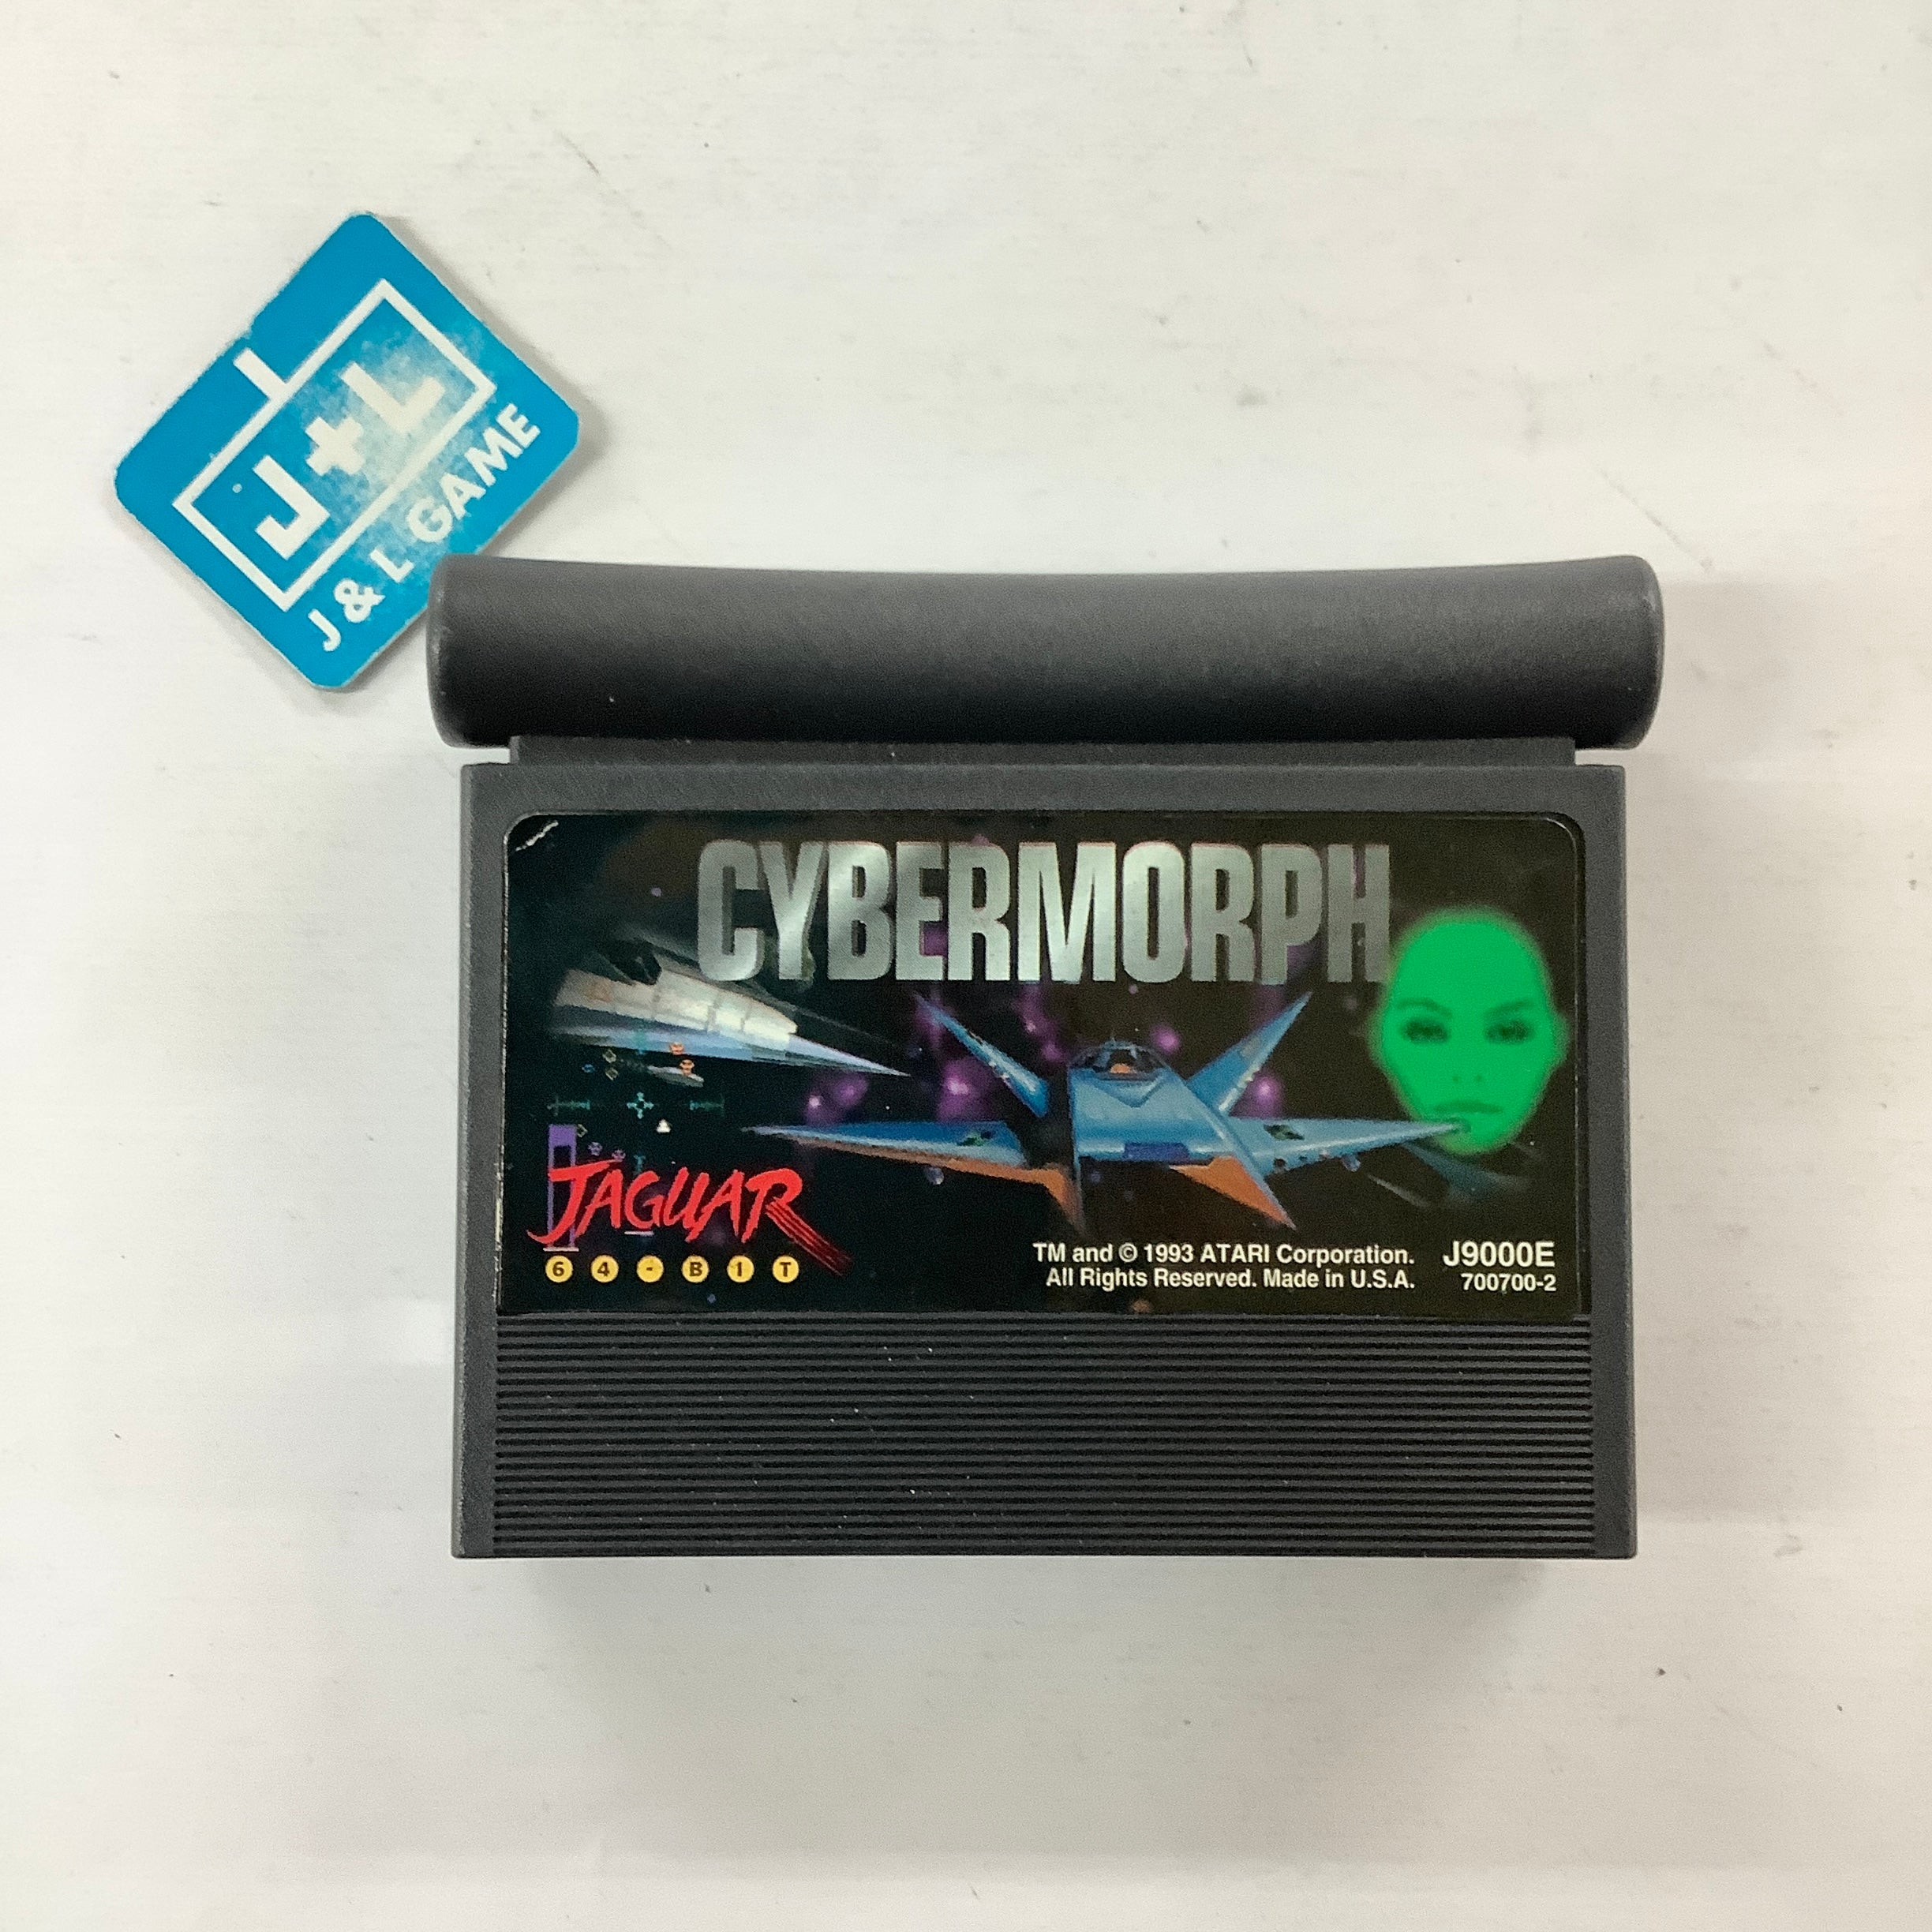 J+L
J & L GAME
CYBERMORPH
JAGUAR
64-BIT
TM and © 1993 ATARI Corporation.
All Rights Reserved. Made in U.S.A.
J9000E
700700-2